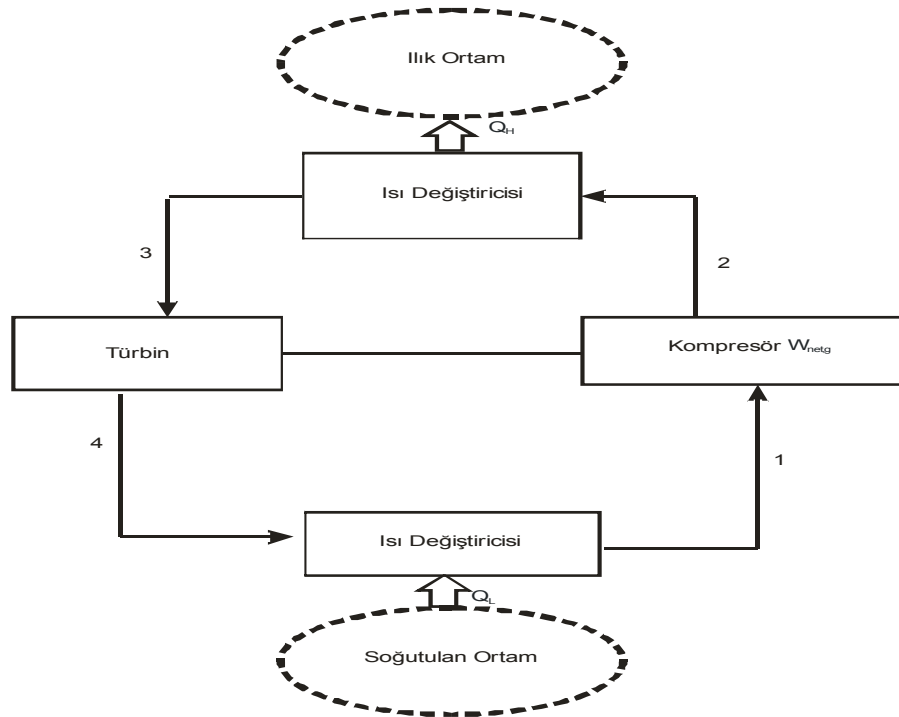 Ilık Ortam
QH
Isı Değiştiricisi
3
2
Türbin
Kompresör Wnetg
4
1
Isı Değiştiricisi
QL
Soğutulan Ortam